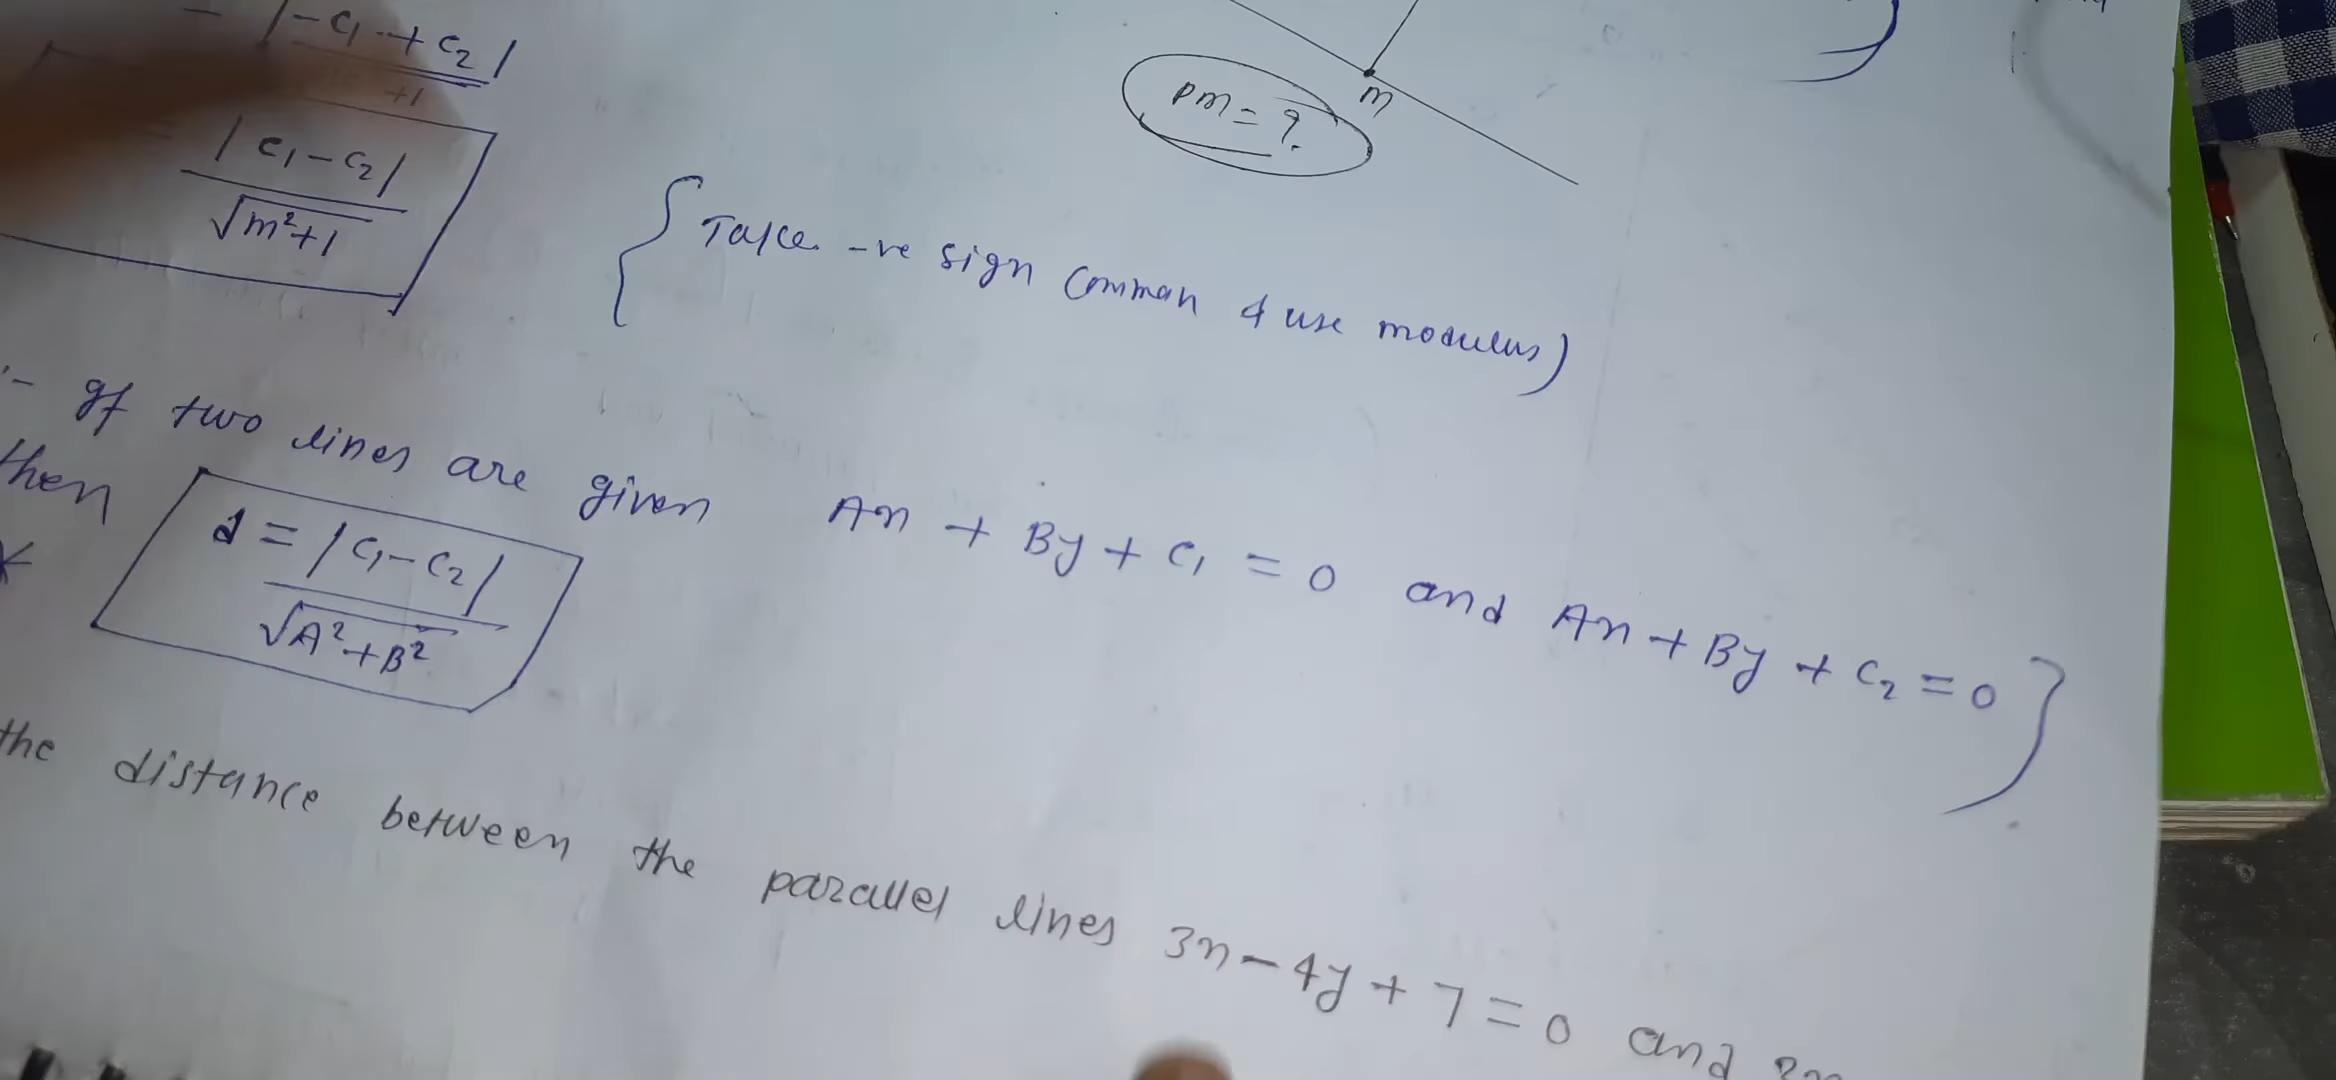 = |-C1 + C2|
+1
|C1 - C2|
√m²+1
m
PM = ?
{Take -ve sign Comman & use modulus)
:- If two lines are given Ax + By + C1 = 0 and Ax + By + C2 = 0}
then d = |C1 - C2|
√A²+B²
the distance between the parallel lines 3x - 4y + 7 = 0 and